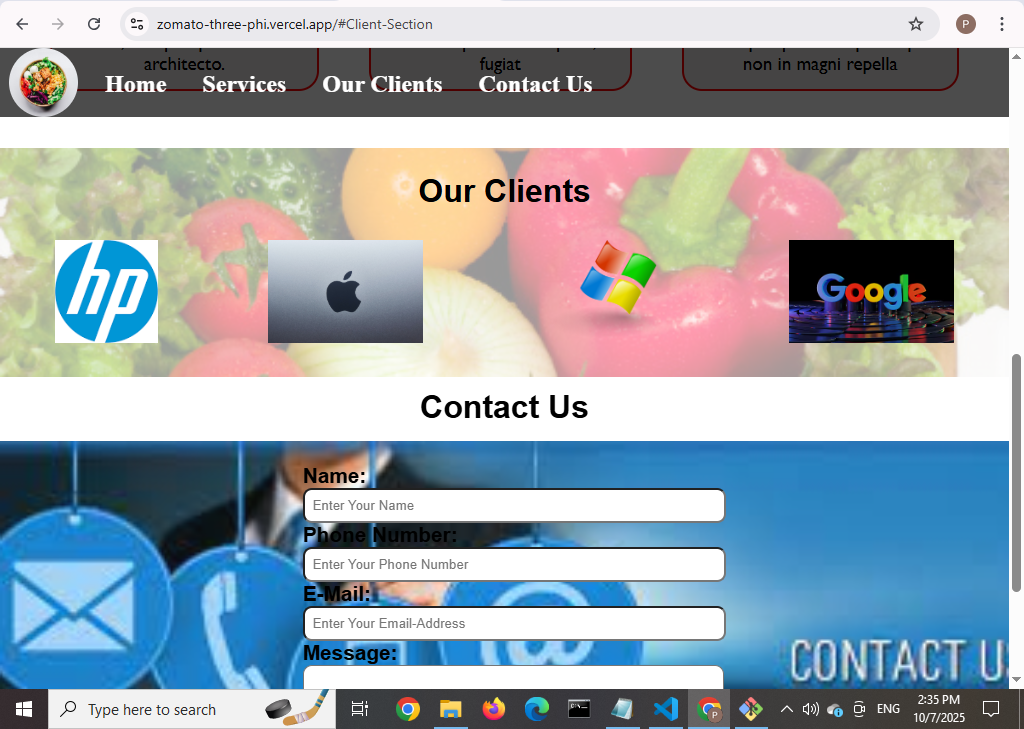 zomato-three-phi.vercel.app/#Client-Section
P
architecto.
fugiat
non in magni repella
Home Services Our Clients Contact Us
Our Clients
hp
Google
Contact Us
Name:
Enter Your Name
Phone Number:
Enter Your Phone Number
E-Mail:
Enter Your Email-Address
Message:
@
CONTACT U
Type here to search
P
ENG
2:35 PM
10/7/2025